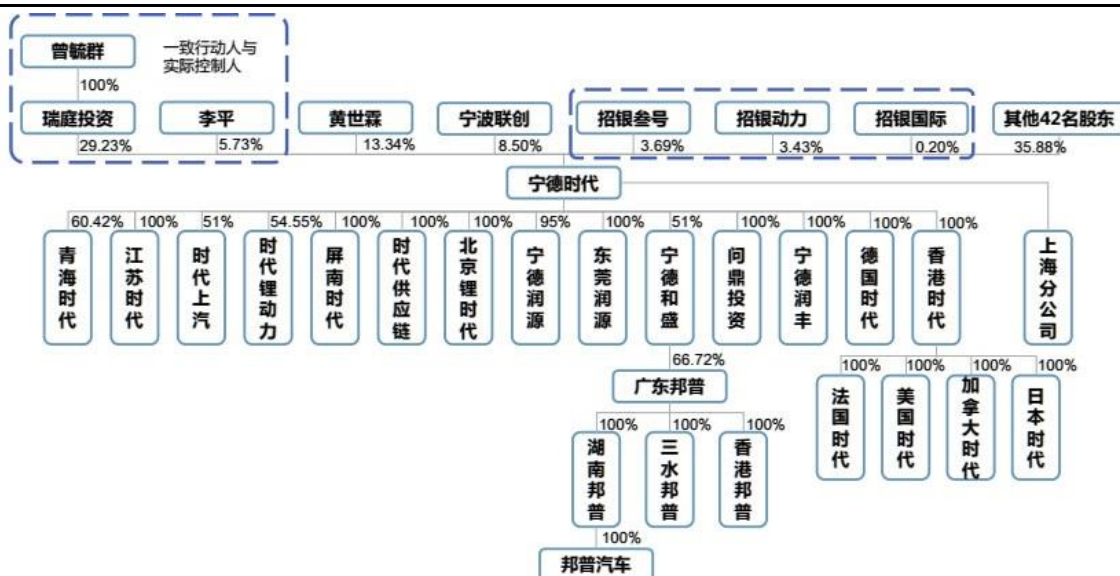 曾毓群
一致行动人与
实际控制人
100%
瑞庭投资
李平
黄世霖
宁波联创
招银叁号
招银动力
招银国际
其他42名股东
29.23%
5.73%
13.34%
8.50%
3.69%
3.43%
0.20%
35.88%
宁德时代
60.42%
100%
51%
54.55%
100%
100%
100%
95%
100%
51%
100%
100%
100%
100%
青海时代
江苏时代
时代上汽
时代锂动力
屏南时代
时代供应链
北京锂时代
宁德润源
东莞润源
宁德和盛
问鼎投资
宁德润丰
德国时代
香港时代
上海分公司
66.72%
广东邦普
100%
100%
100%
100%
法国时代
美国时代
加拿大时代
日本时代
100%
100%
100%
湖南邦普
三水邦普
香港邦普
100%
邦普汽车